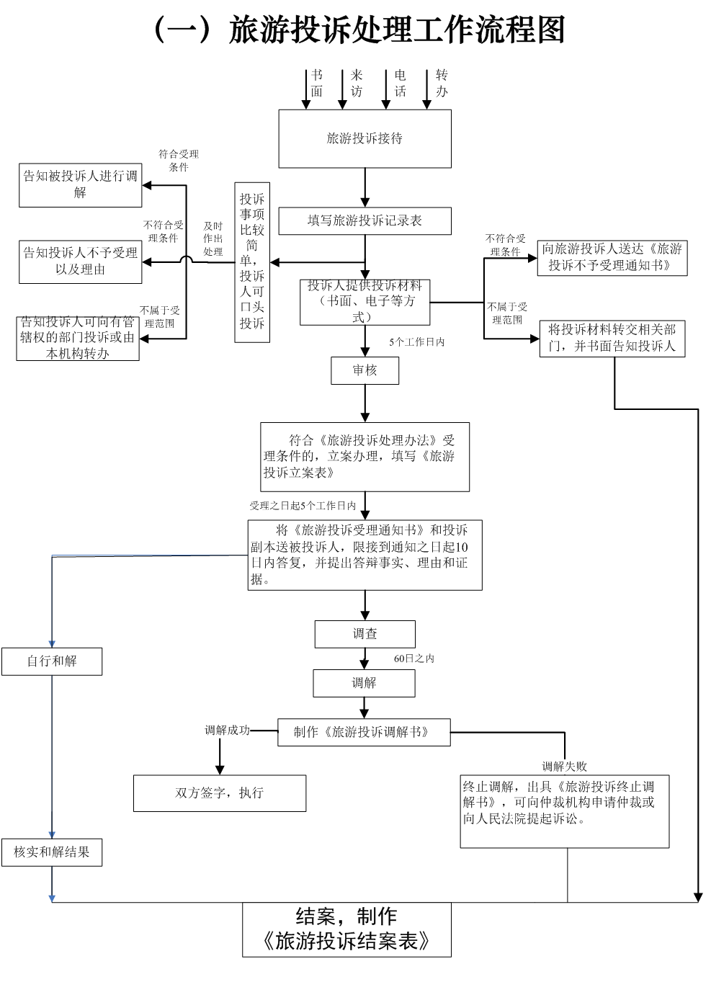 （一）旅游投诉处理工作流程图
书
面
来
访
电
话
转
办
旅游投诉接待
填写旅游投诉记录表
符合受理
条件
告知被投诉人进行调
解
不符合受
理条件
告知投诉人不予受理
以及理由
不属于受
理范围
告知投诉人可向有管
辖权的部门投诉或由
本机构转办
及时
作出
处理
投诉
事项
比较
简
单，
投诉
人可
口头
投诉
投诉人提供投诉材料
（书面、电子等方
式）
不符合受
理条件
向旅游投诉人送达《旅游
投诉不予受理通知书》
不属于受
理范围
将投诉材料转交相关部
门，并书面告知投诉人
5个工作日内
审核
符合《旅游投诉处理办法》受
理条件的，立案办理，填写《旅游
投诉立案表》
受理之日起5个工作日内
将《旅游投诉受理通知书》和投诉
副本送被投诉人，限接到通知之日起10
日内答复，并提出答辩事实、理由和证
据。
调查
60日之内
调解
自行和解
制作《旅游投诉调解书》
调解成功
双方签字，执行
调解失败
终止调解，出具《旅游投诉终止调
解书》，可向仲裁机构申请仲裁或
向人民法院提起诉讼。
核实和解结果
结案，制作
《旅游投诉结案表》